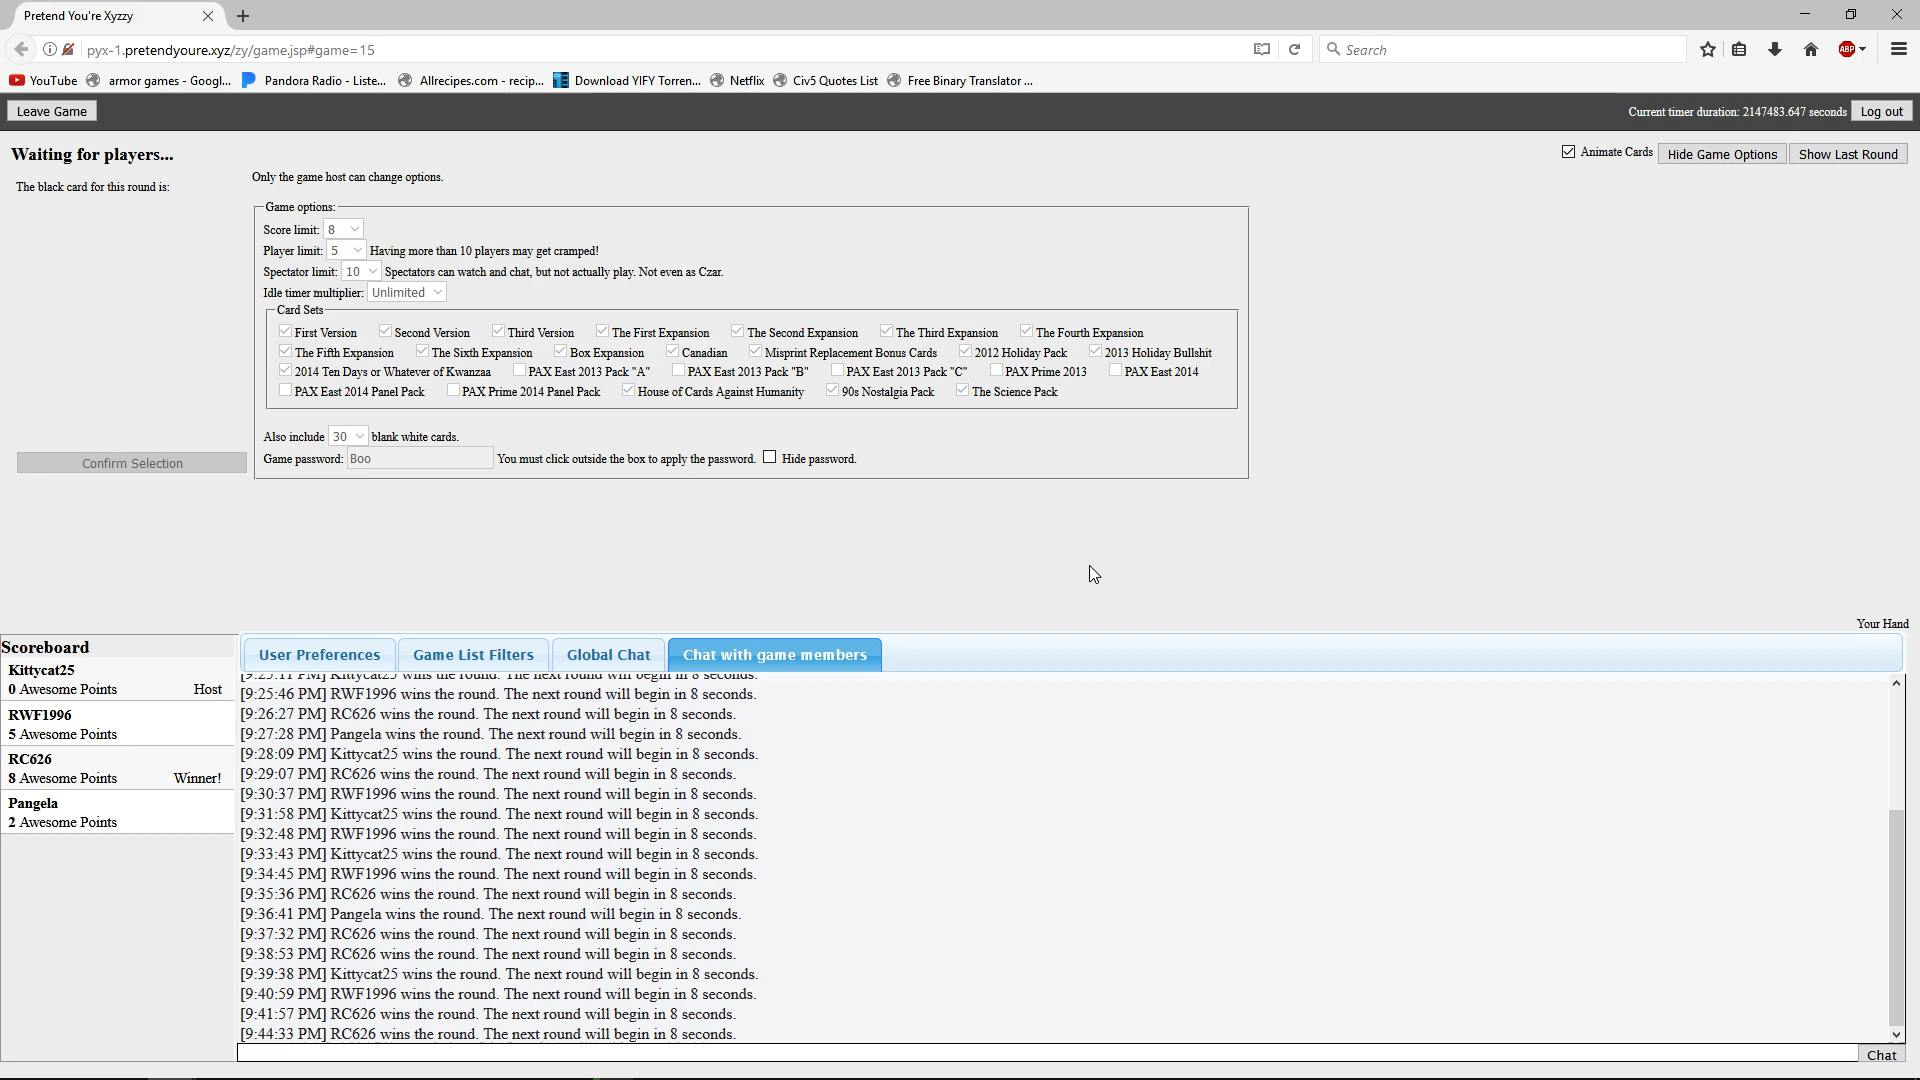 Pretend You're Xyzzy
pyx-1.pretendyoure.xyz/zy/game.jsp#game=15
Search
ABP
YouTube armor games - Googl... Pandora Radio - Liste... Allrecipes.com - recip... Download YIFY Torren... Netflix Civ5 Quotes List Free Binary Translator ...
Leave Game
Current timer duration: 2147483.647 seconds Log out
Waiting for players...
Animate Cards Hide Game Options Show Last Round
The black card for this round is:
Only the game host can change options.
Game options:
Score limit: 8
Player limit: 5 Having more than 10 players may get cramped!
Spectator limit: 10 Spectators can watch and chat, but not actually play. Not even as Czar.
Idle timer multiplier: Unlimited
Card Sets
First Version Second Version Third Version The First Expansion The Second Expansion The Third Expansion The Fourth Expansion
The Fifth Expansion The Sixth Expansion Box Expansion Canadian Misprint Replacement Bonus Cards 2012 Holiday Pack 2013 Holiday Bullshit
2014 Ten Days or Whatever of Kwanzaa PAX East 2013 Pack "A" PAX East 2013 Pack "B" PAX East 2013 Pack "C" PAX Prime 2013 PAX East 2014
PAX East 2014 Panel Pack PAX Prime 2014 Panel Pack House of Cards Against Humanity 90s Nostalgia Pack The Science Pack
Also include 30 blank white cards.
Game password: Boo You must click outside the box to apply the password. Hide password.
Confirm Selection
Your Hand
Scoreboard
Kittycat25
0 Awesome Points Host
RWF1996
5 Awesome Points
RC626
8 Awesome Points Winner!
Pangela
2 Awesome Points
User Preferences Game List Filters Global Chat Chat with game members
[9:25:11 PM] Kittycat25 wins the round. The next round will begin in 8 seconds.
[9:25:46 PM] RWF1996 wins the round. The next round will begin in 8 seconds.
[9:26:27 PM] RC626 wins the round. The next round will begin in 8 seconds.
[9:27:28 PM] Pangela wins the round. The next round will begin in 8 seconds.
[9:28:09 PM] Kittycat25 wins the round. The next round will begin in 8 seconds.
[9:29:07 PM] RC626 wins the round. The next round will begin in 8 seconds.
[9:30:37 PM] RWF1996 wins the round. The next round will begin in 8 seconds.
[9:31:58 PM] Kittycat25 wins the round. The next round will begin in 8 seconds.
[9:32:48 PM] RWF1996 wins the round. The next round will begin in 8 seconds.
[9:33:43 PM] Kittycat25 wins the round. The next round will begin in 8 seconds.
[9:34:45 PM] RWF1996 wins the round. The next round will begin in 8 seconds.
[9:35:36 PM] RC626 wins the round. The next round will begin in 8 seconds.
[9:36:41 PM] Pangela wins the round. The next round will begin in 8 seconds.
[9:37:32 PM] RC626 wins the round. The next round will begin in 8 seconds.
[9:38:53 PM] RC626 wins the round. The next round will begin in 8 seconds.
[9:39:38 PM] Kittycat25 wins the round. The next round will begin in 8 seconds.
[9:40:59 PM] RWF1996 wins the round. The next round will begin in 8 seconds.
[9:41:57 PM] RC626 wins the round. The next round will begin in 8 seconds.
[9:44:33 PM] RC626 wins the round. The next round will begin in 8 seconds.
Chat